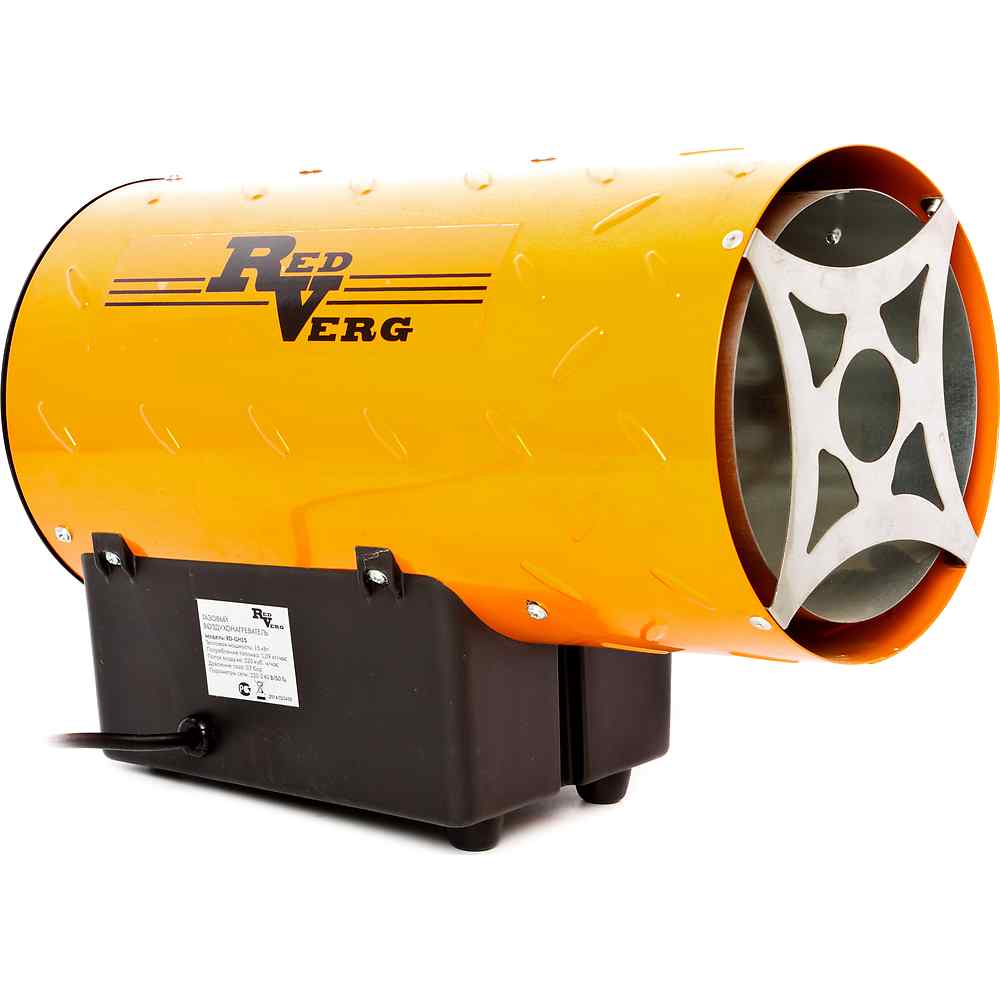 RED
VERG
RED
VERG
ГАЗОВЫЙ
ВОЗДУХОНАГРЕВАТЕЛЬ
модель: RD-GH15
Тепловая мощность: 15 кВт
Потребление топлива: 1,09 кг/час
Поток воздуха: 320 куб. м/час
Давление газа: 0,7 бар
Параметры сети: 220-240 В/50 Гц